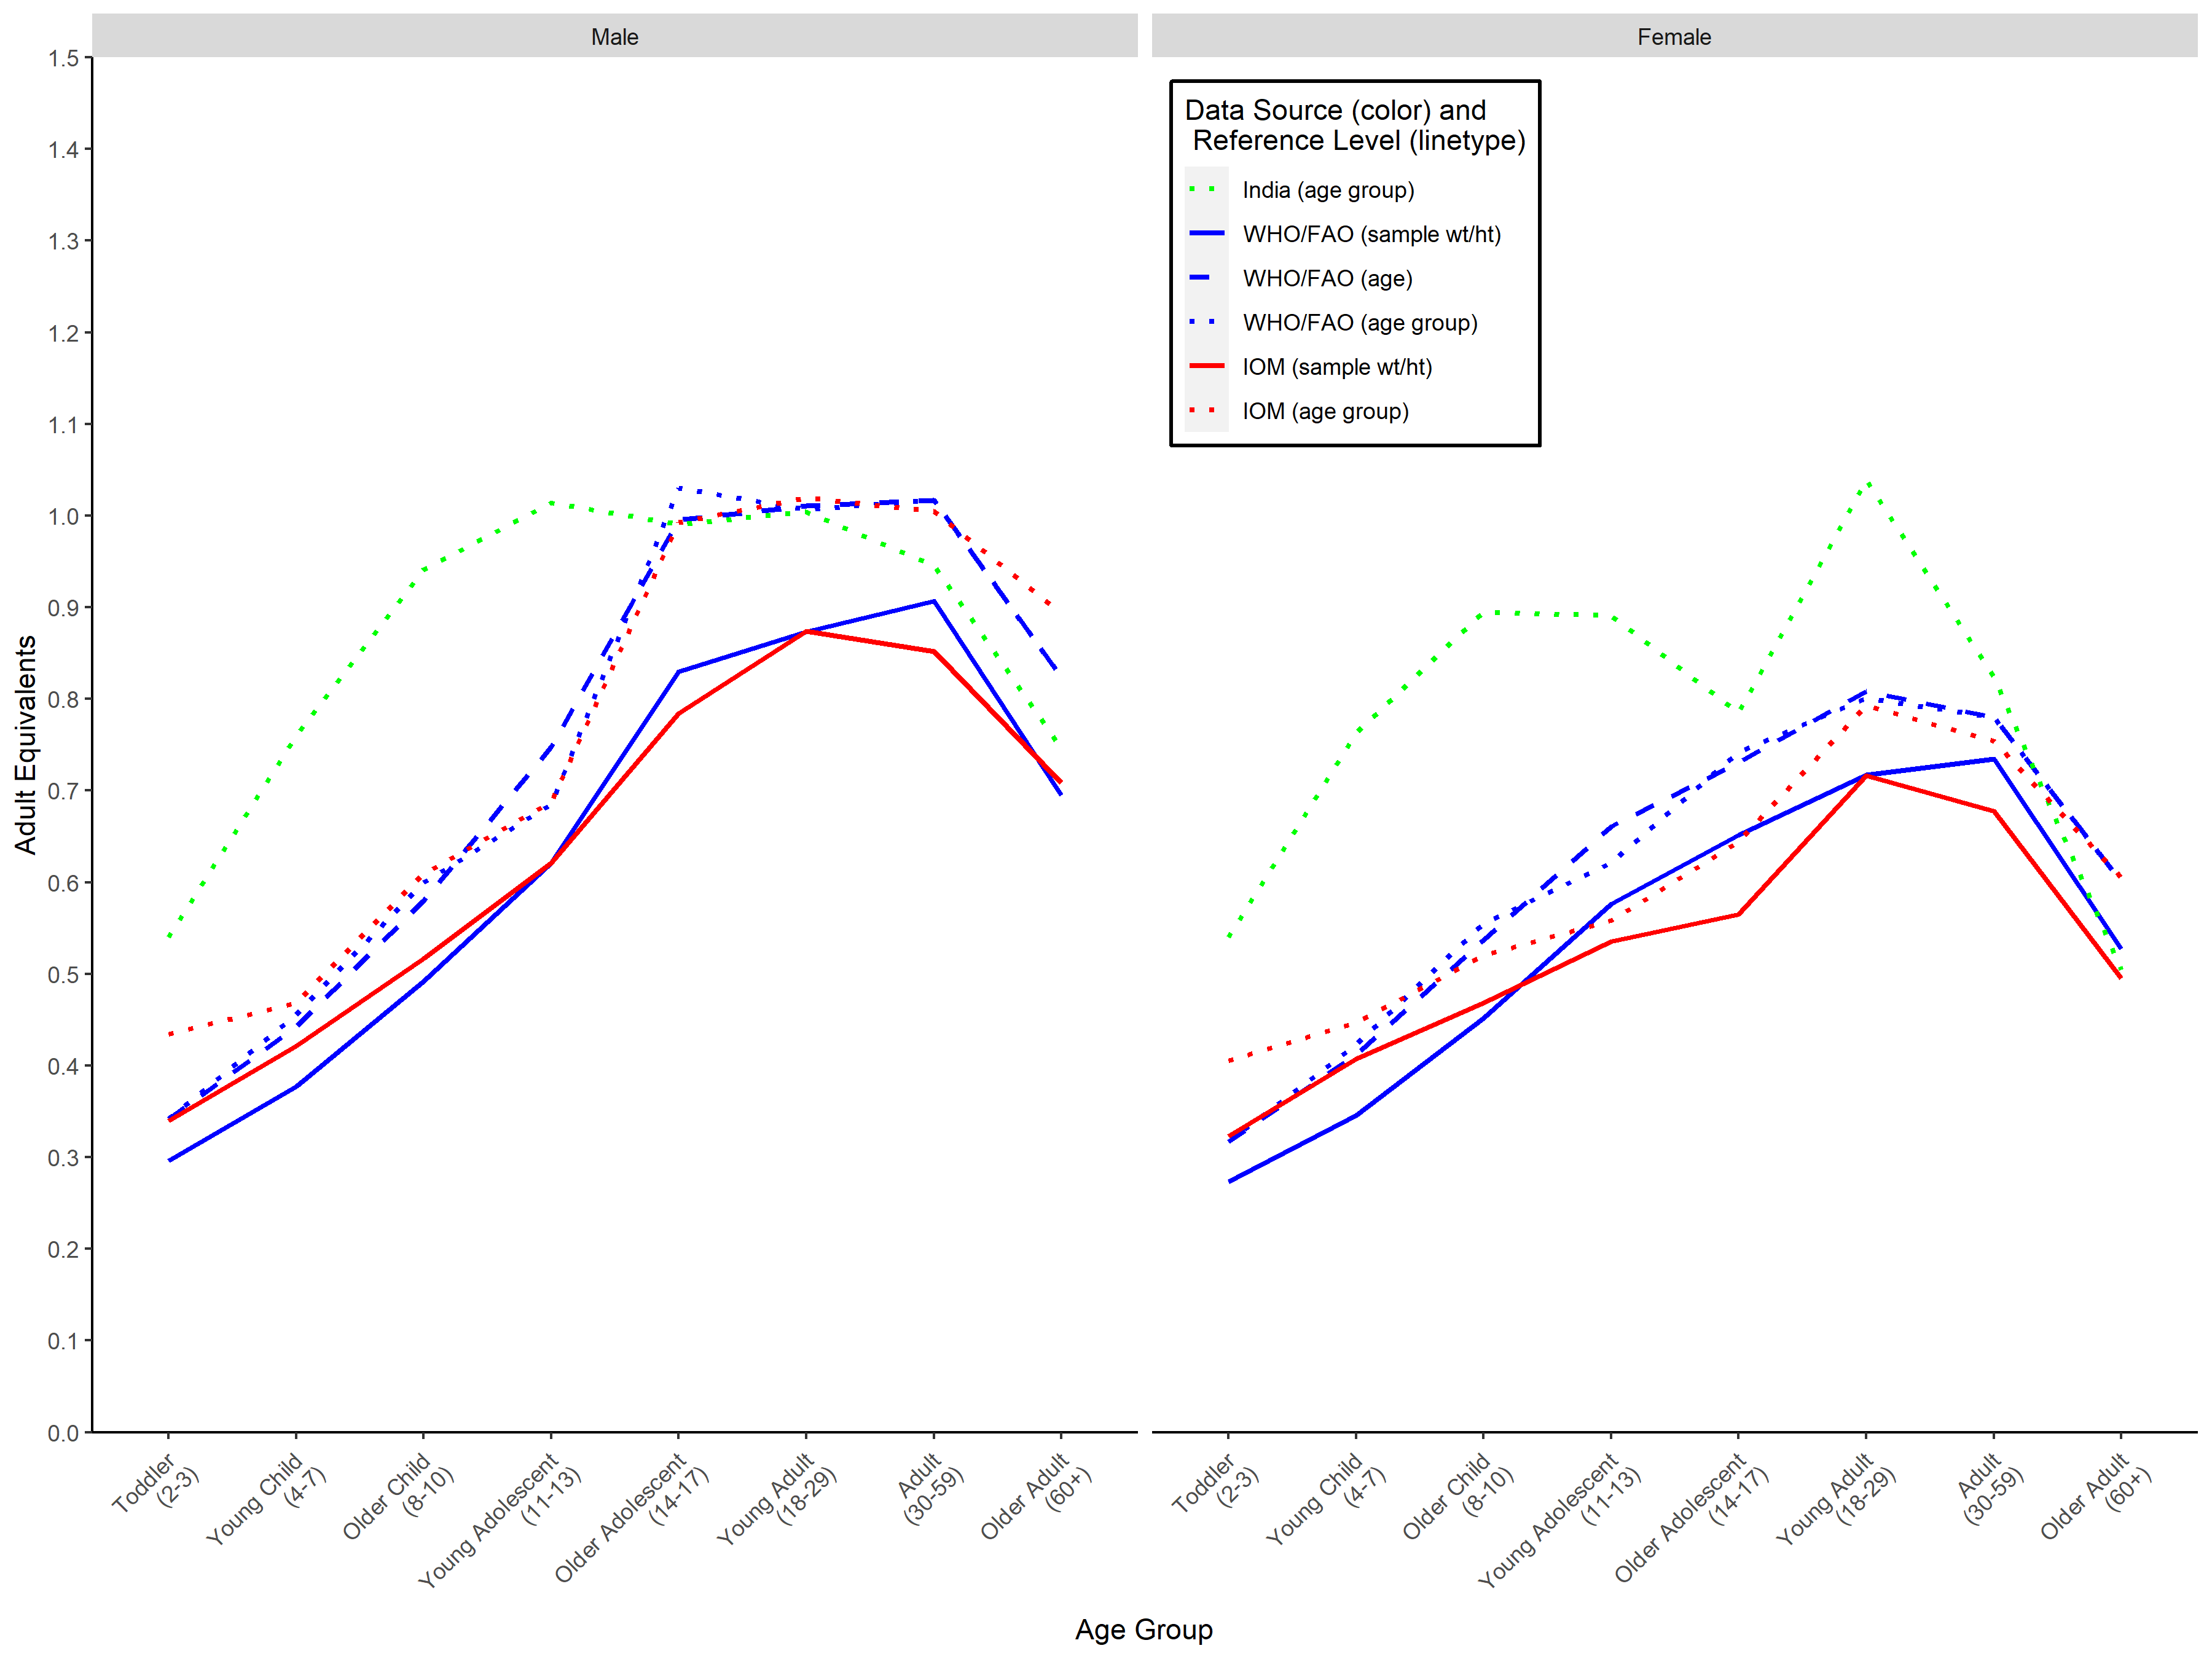 Male
Female
1.5
1.4
1.3
1.2
1.1
1.0
0.9
0.8
0.7
0.6
0.5
0.4
0.3
0.2
0.1
0.0
Adult Equivalents
Data Source (color) and
Reference Level (linetype)
India (age group)
WHO/FAO (sample wt/ht)
WHO/FAO (age)
WHO/FAO (age group)
IOM (sample wt/ht)
IOM (age group)
Toddler
(2-3)
Young Child
(4-7)
Older Child
(8-10)
Young Adolescent
(11-13)
Older Adolescent
(14-17)
Young Adult
(18-29)
Adult
(30-59)
Older Adult
(60+)
Toddler
(2-3)
Young Child
(4-7)
Older Child
(8-10)
Young Adolescent
(11-13)
Older Adolescent
(14-17)
Young Adult
(18-29)
Adult
(30-59)
Older Adult
(60+)
Age Group